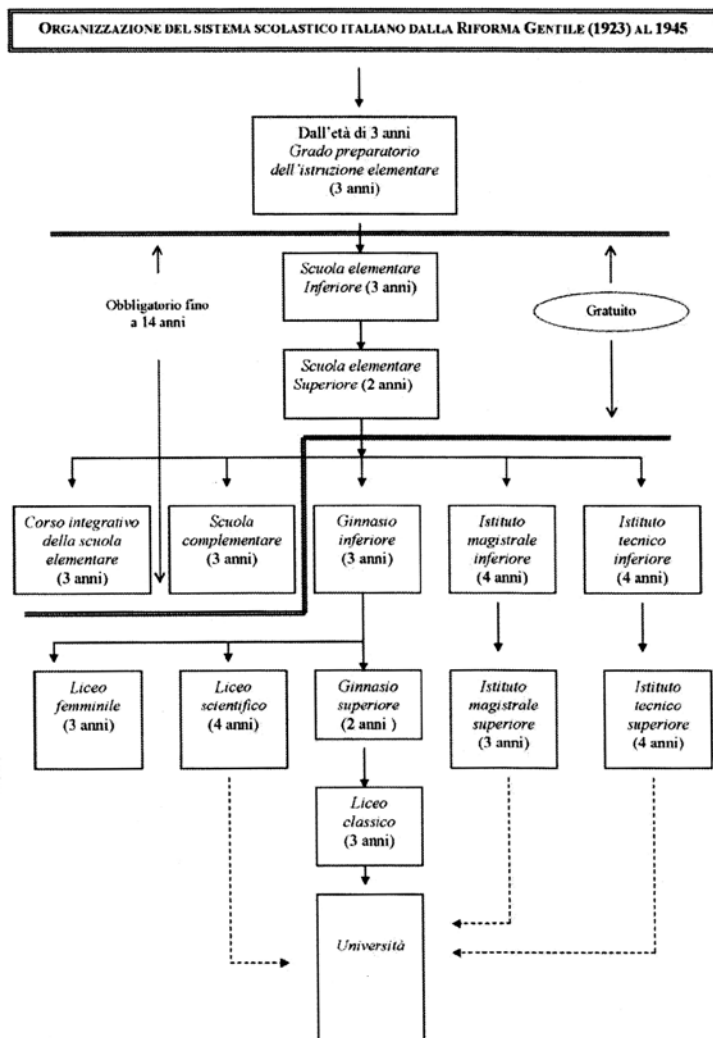 ORGANIZZAZIONE DEL SISTEMA SCOLASTICO ITALIANO DALLA RIFORMA GENTILE (1923) AL 1945
Dall'età di 3 anni
Grado preparatorio
dell'istruzione elementare
(3 anni)
Obbligatorio fino
a 14 anni
Scuola elementare
Inferiore (3 anni)
Gratuito
Scuola elementare
Superiore (2 anni)
Corso integrativo
della scuola
elementare
(3 anni)
Scuola
complementare
(3 anni)
Ginnasio
inferiore
(3 anni)
Istituto
magistrale
inferiore
(4 anni)
Istituto
tecnico
inferiore
(4 anni)
Liceo
femminile
(3 anni)
Liceo
scientifico
(4 anni)
Ginnasio
superiore
(2 anni )
Istituto
magistrale
superiore
(3 anni)
Istituto
tecnico
superiore
(4 anni)
Liceo
classico
(3 anni)
Università